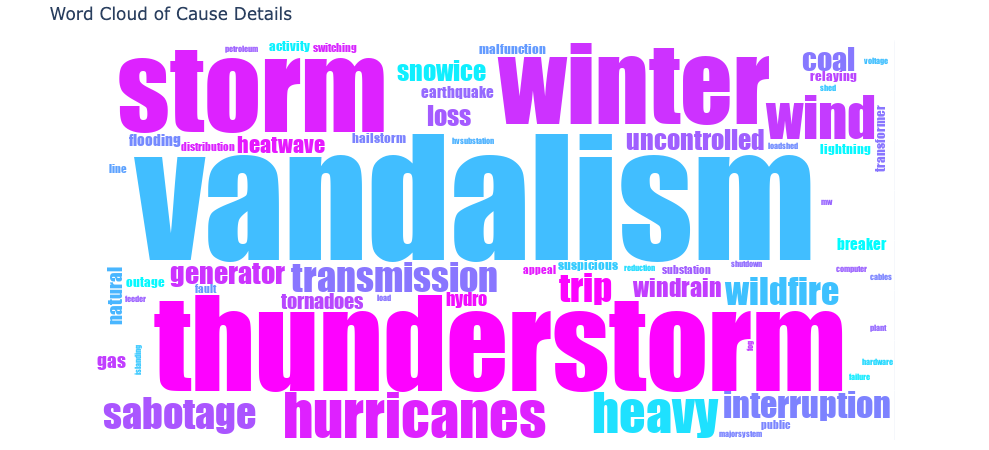 Word Cloud of Cause Details
petroleum activity switching malfunction
storm snowice winter coal voltage
relaying
earthquake shed
loss wind transformer
flooding distribution heatwave hailstorm hvsubstation uncontrolled loadshed lightning
line vandalism mw
breaker
natural outage generator transmission appeal suspicious reduction substation shutdown computer cables
fault tornadoes load hydro trip windrain wildfire
feeder
thunderstorm fog plant
gas islanding hardware
failure
sabotage hurricanes heavy interruption
public
majorsystem